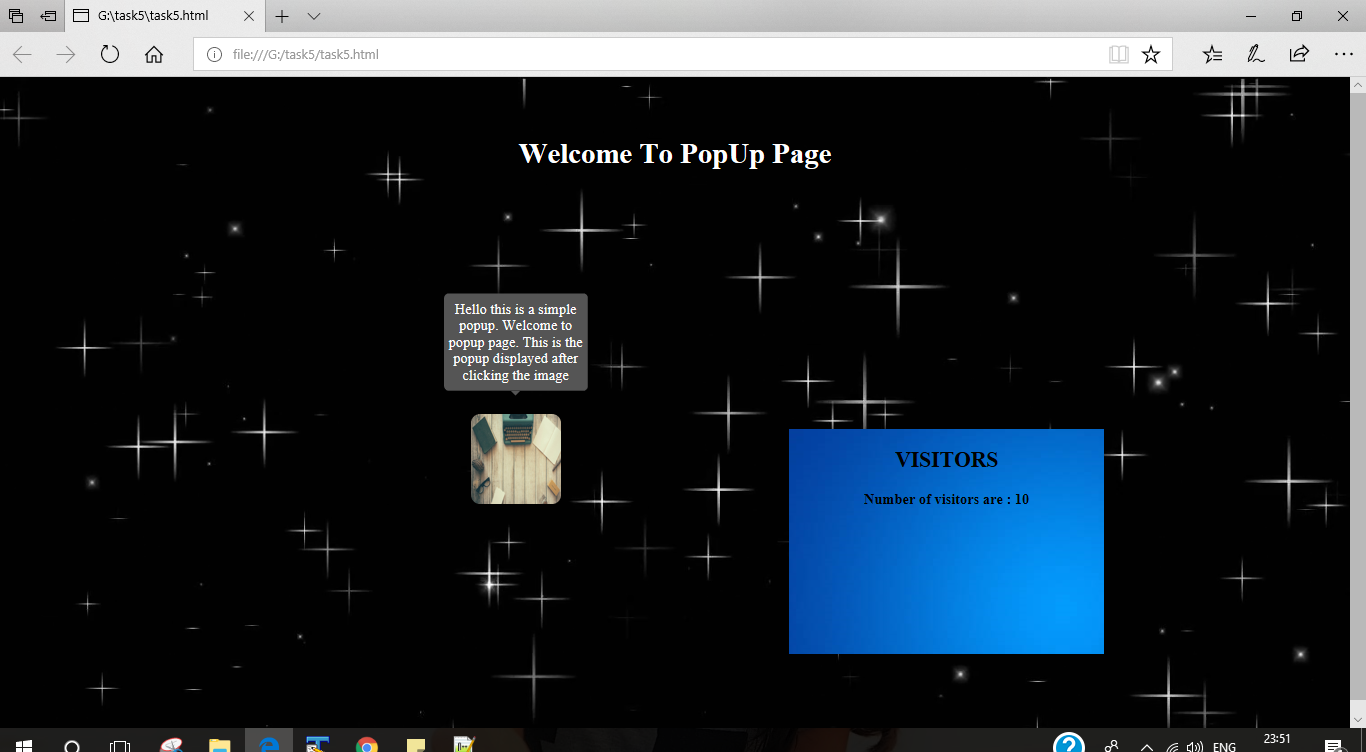 G:\task5\task5.html
file:///G:/task5/task5.html
Welcome To PopUp Page
Hello this is a simple
popup. Welcome to
popup page. This is the
popup displayed after
clicking the image
VISITORS
Number of visitors are : 10
23:51
ENG